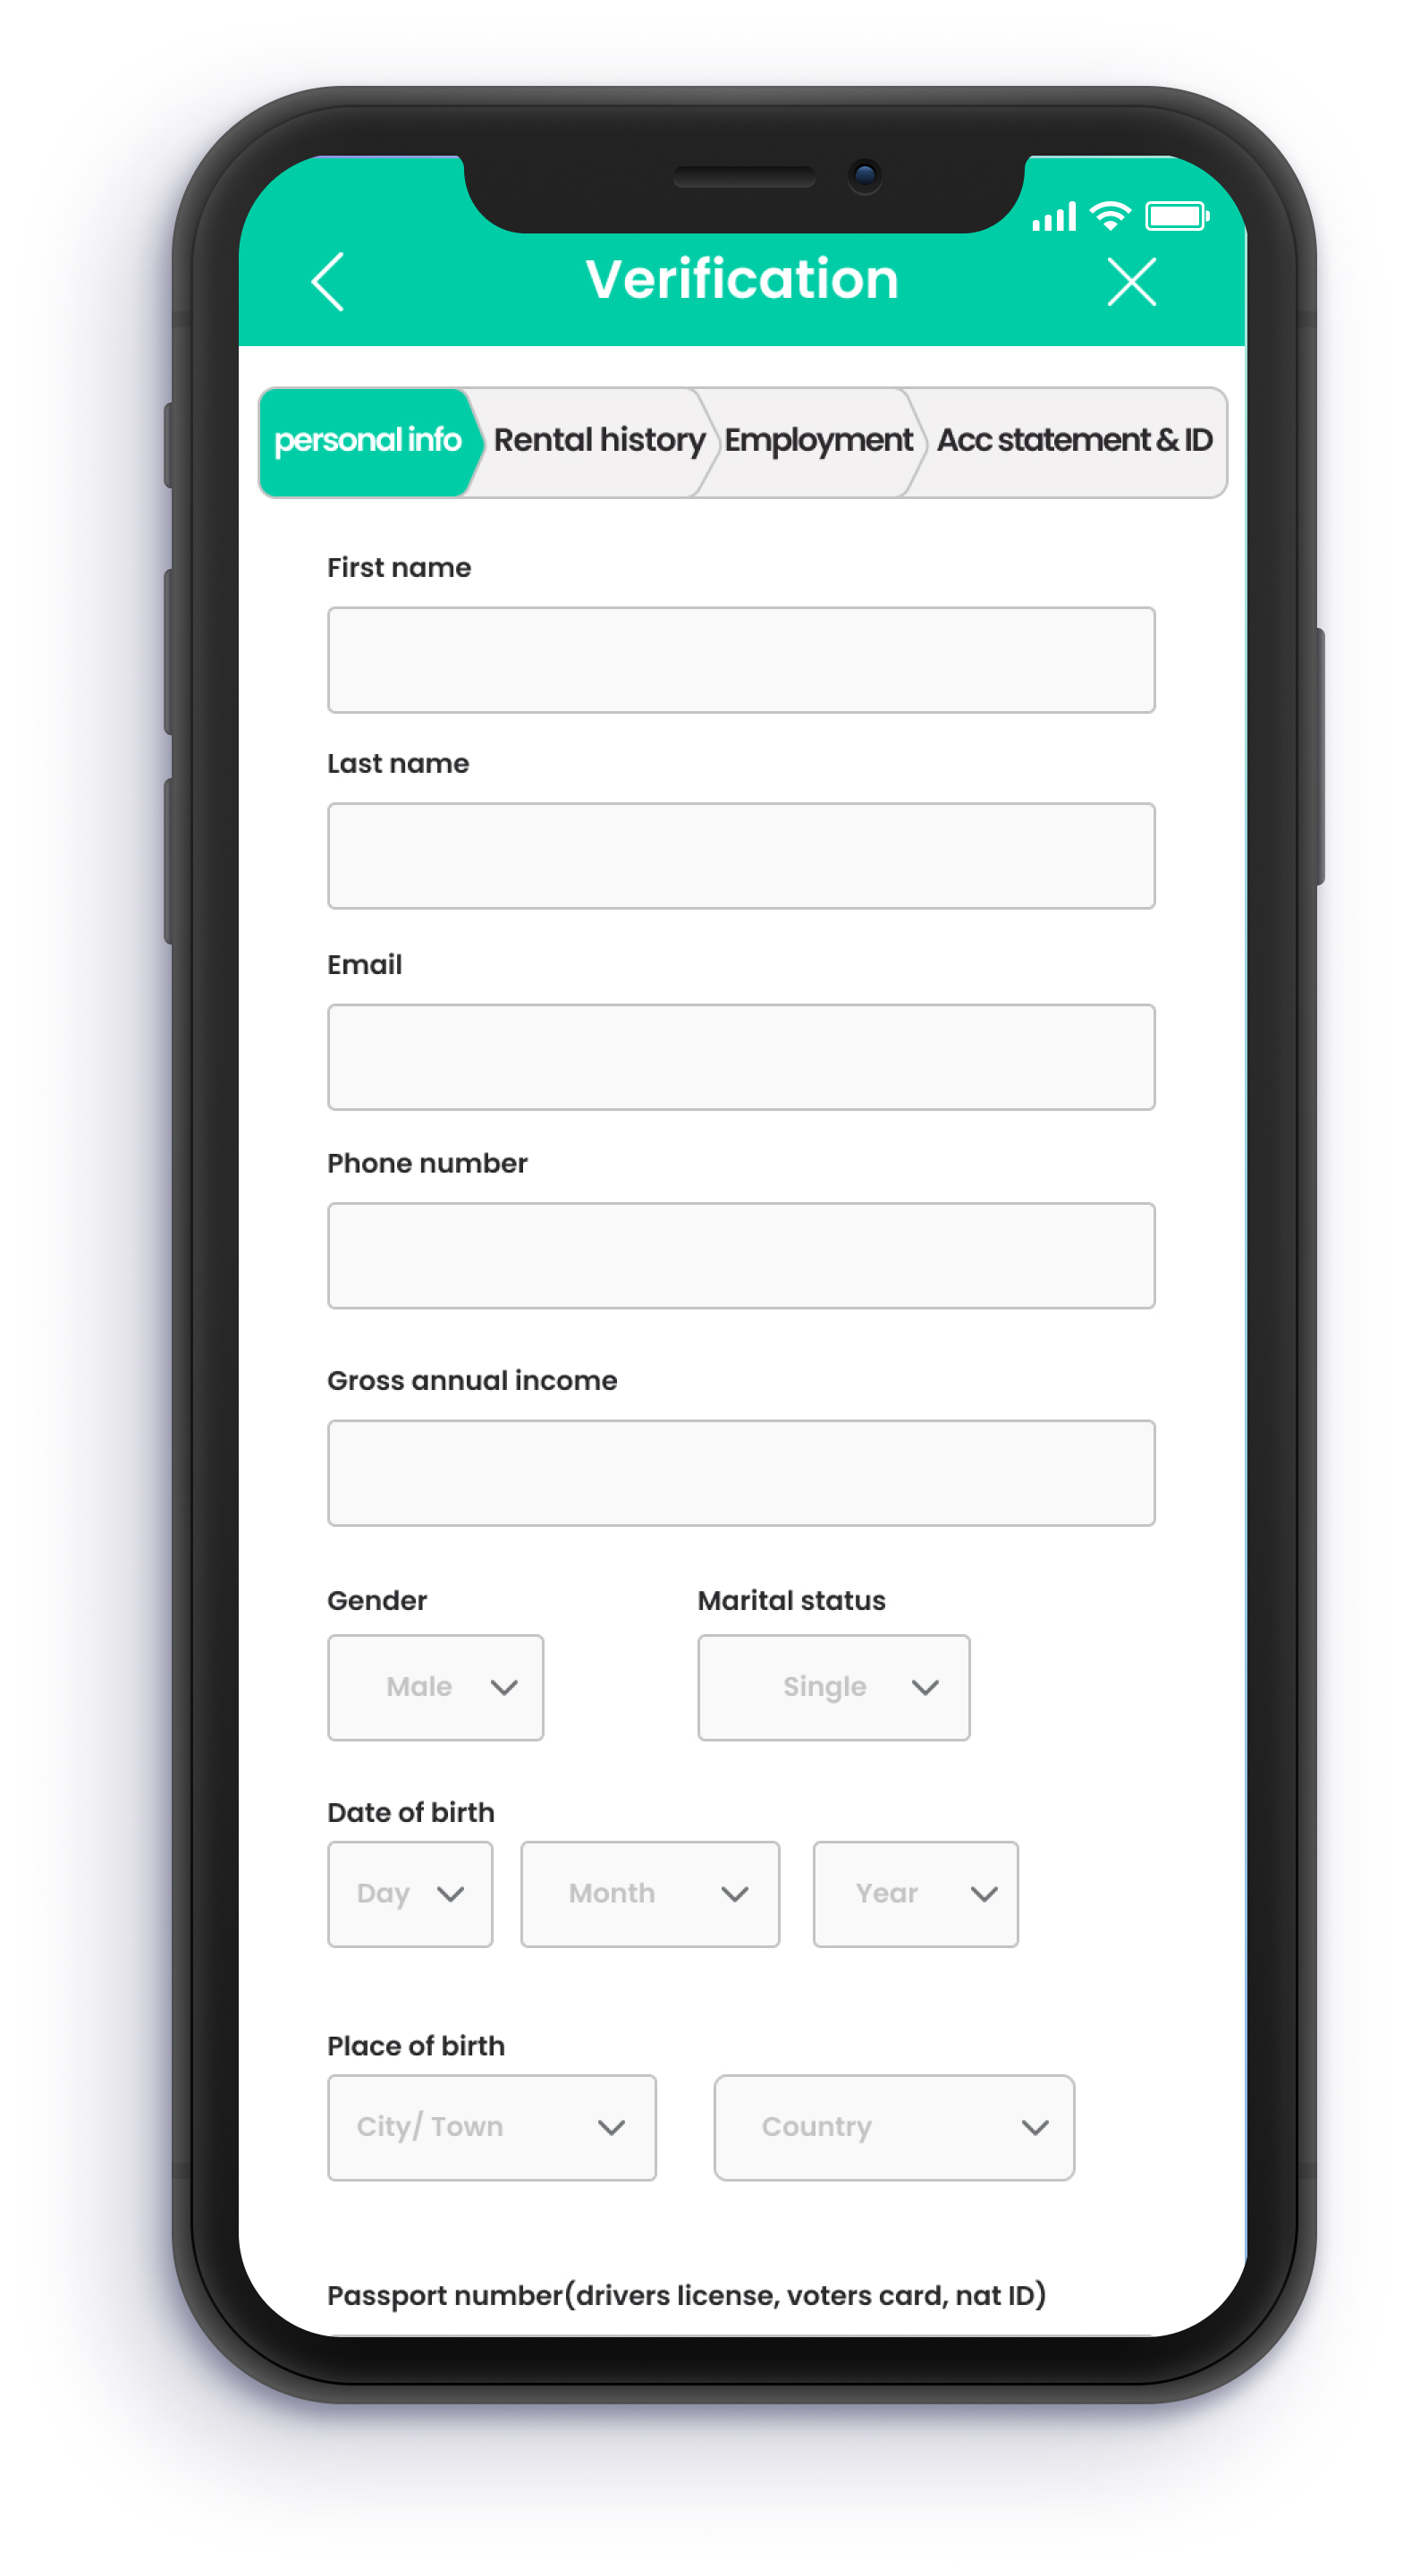 Verification
personal info Rental history Employment Acc statement & ID
First name
Last name
Email
Phone number
Gross annual income
Gender Marital status
Male Single
Date of birth
Day Month Year
Place of birth
City/ Town Country
Passport number(drivers license, voters card, nat ID)